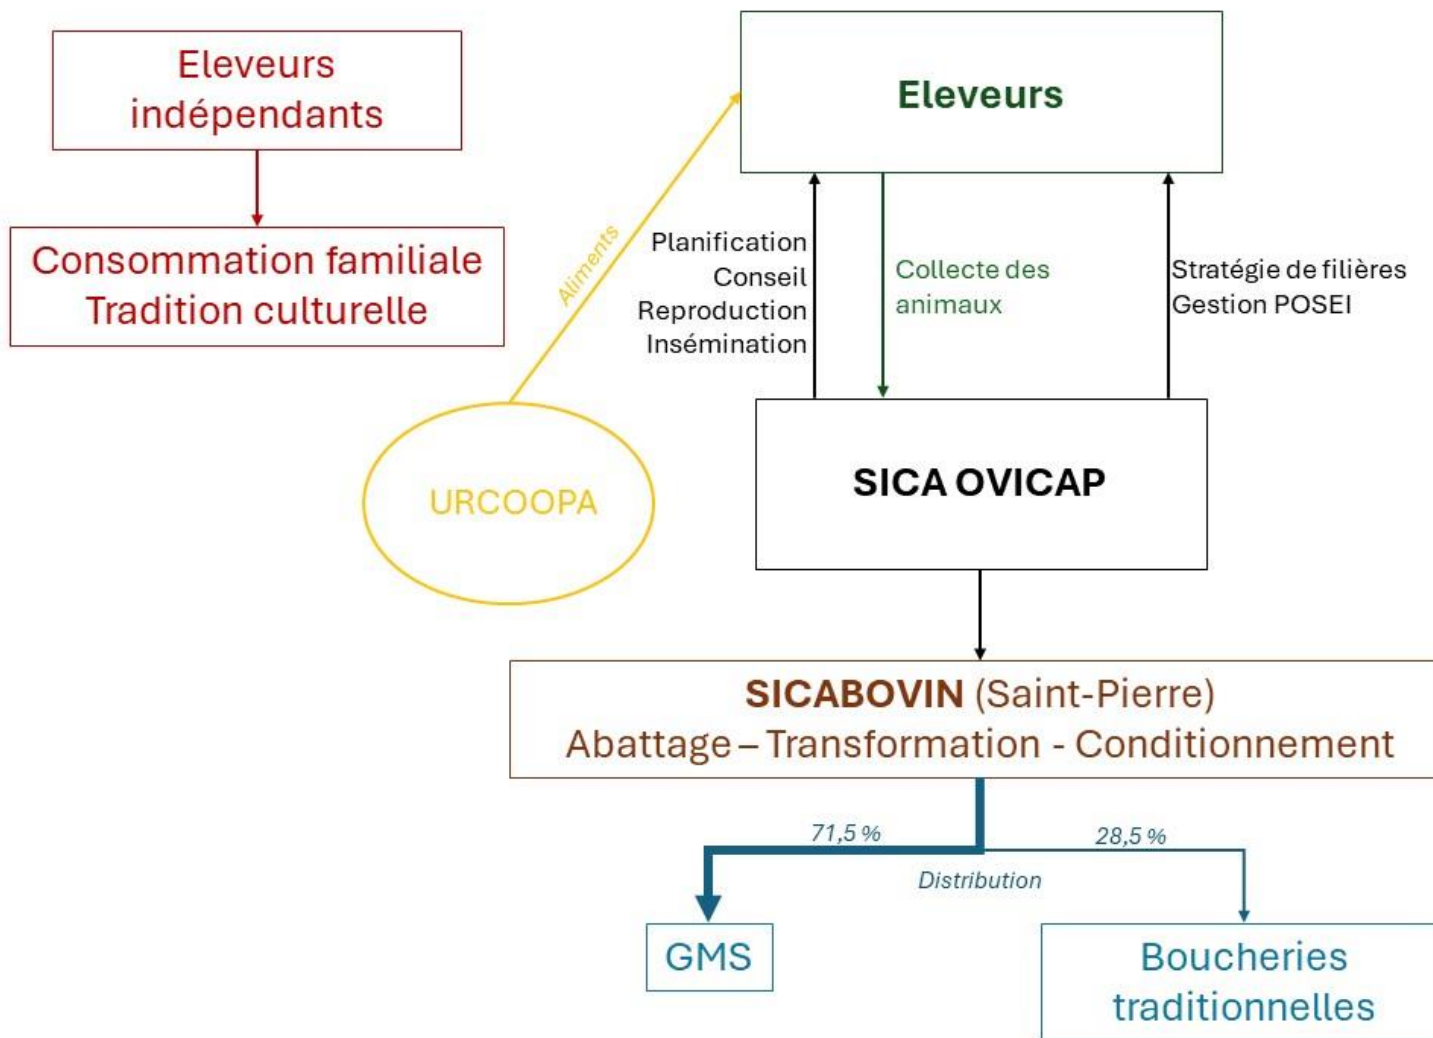 Eleveurs
indépendants
Eleveurs
Consommation familiale
Tradition culturelle
Aliments
Planification
Conseil
Reproduction
Insémination
Collecte des
animaux
Stratégie de filières
Gestion POSEI
URCOOPA
SICA OVICAP
SICABOVIN (Saint-Pierre)
Abattage – Transformation - Conditionnement
71,5 %
28,5 %
Distribution
GMS
Boucheries
traditionnelles